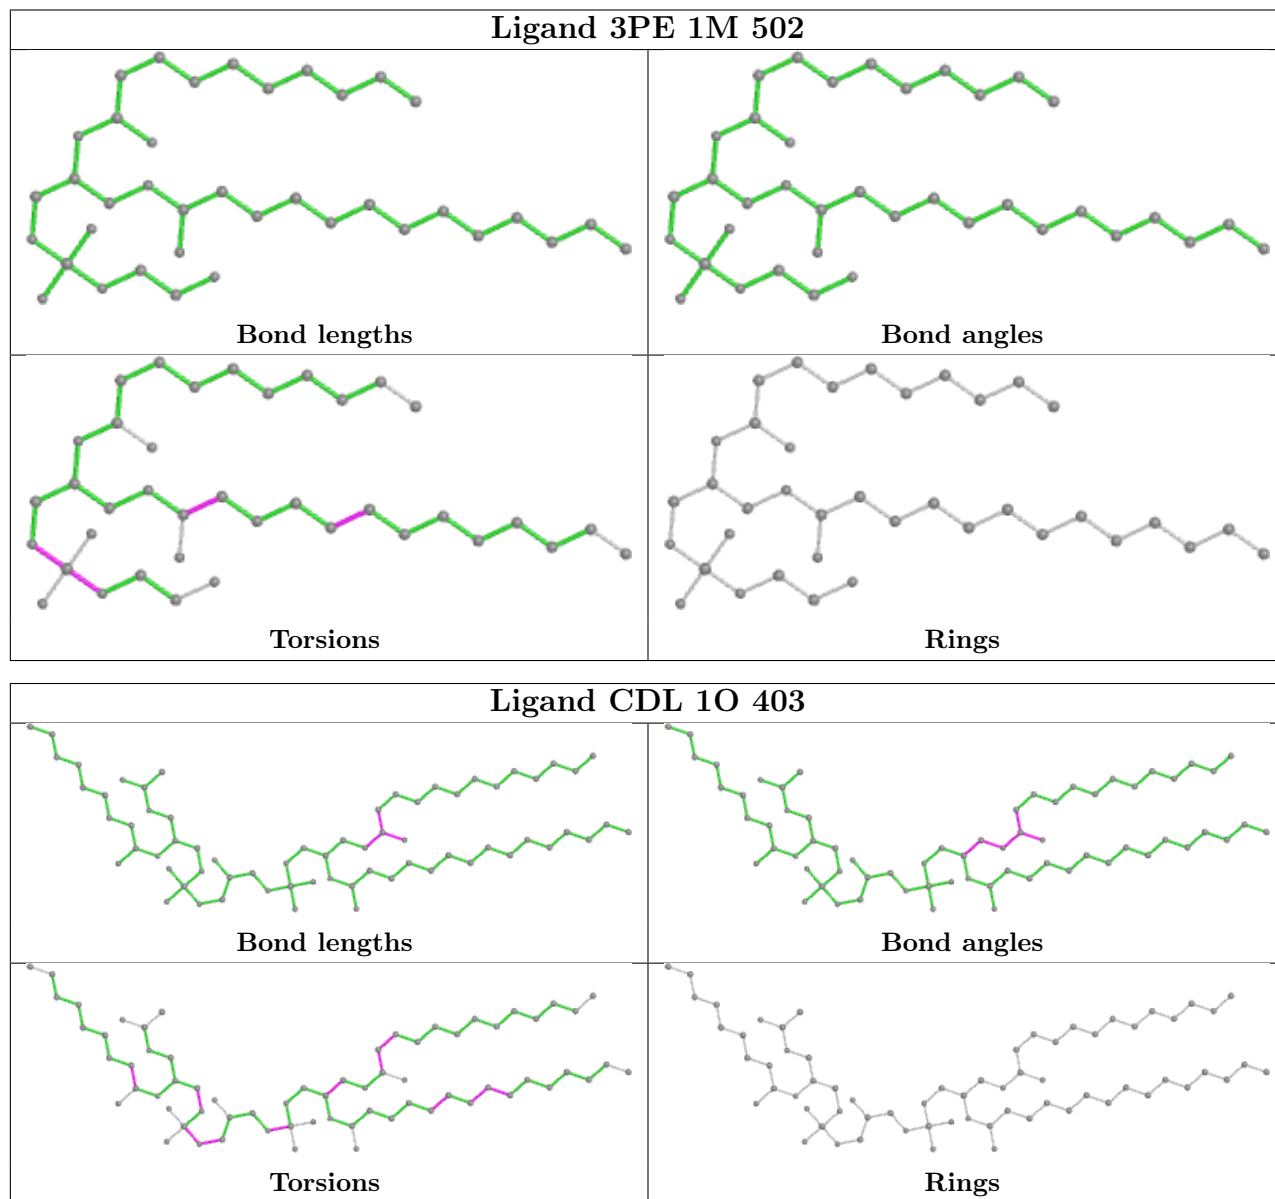 Ligand 3PE 1M 502
Bond lengths
Bond angles
Torsions
Rings
Ligand CDL 1O 403
Bond lengths
Bond angles
Torsions
Rings